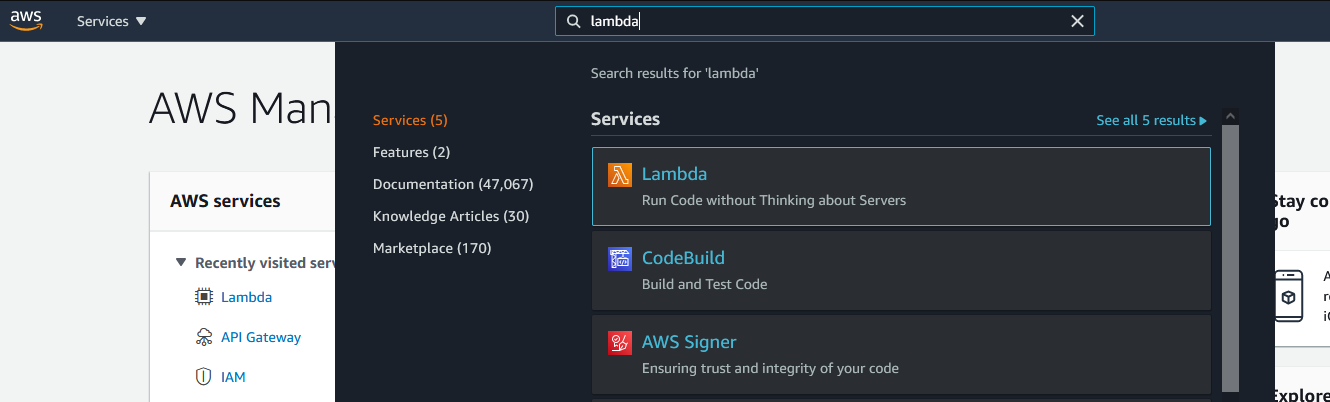 aws Services ▼ lambda
Search results for 'lambda'
AWS Man
Services (5)
Features (2)
Documentation (47,067)
Knowledge Articles (30)
Marketplace (170)
Services See all 5 results
Lambda
Run Code without Thinking about Servers
CodeBuild
Build and Test Code
AWS Signer
Ensuring trust and integrity of your code
AWS services
Recently visited serv
Lambda
API Gateway
IAM
Stay co
go
A
r
iO
Explore